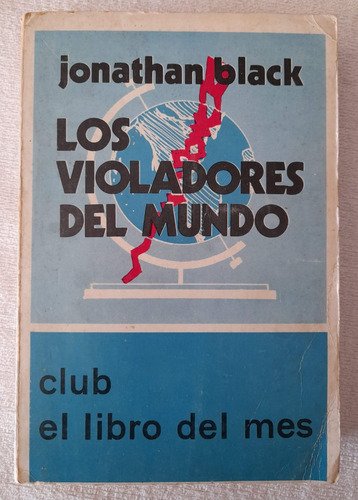 jonathan black
LOS
VIOLADORES
DEL MUNDO
club
el libro del mes